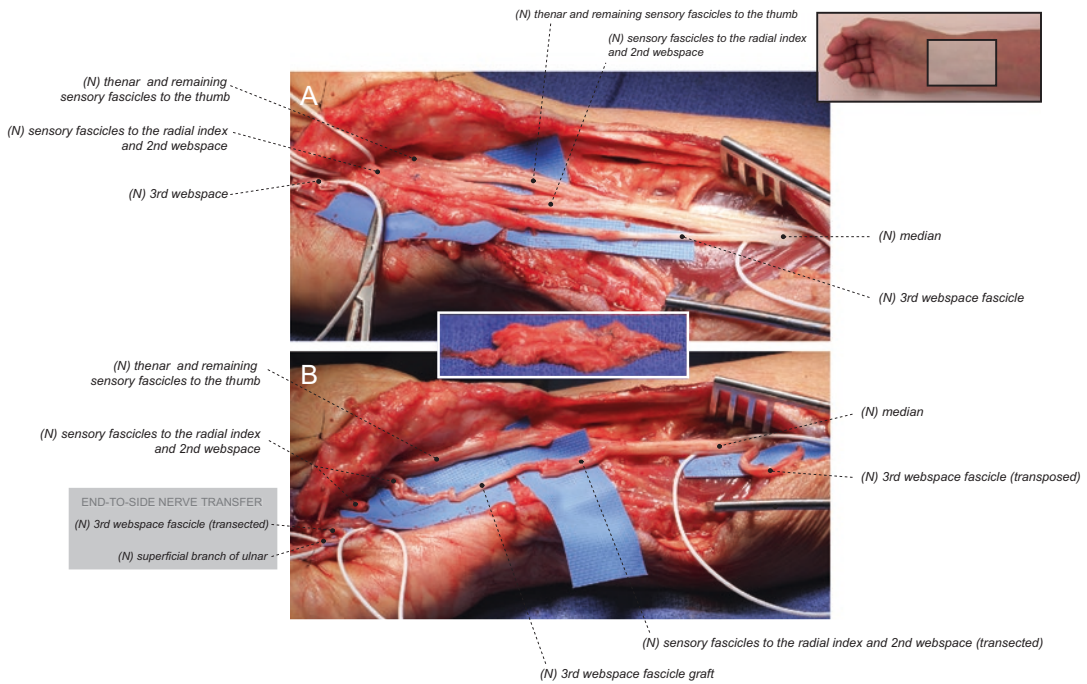 (N) thenar and remaining sensory fascicles to the thumb
(N) sensory fascicles to the radial index
and 2nd webspace
(N) thenar and remaining
sensory fascicles to the thumb
A
(N) sensory fascicles to the radial index
and 2nd webspace
(N) 3rd webspace
(N) median
(N) 3rd webspace fascicle
(N) thenar and remaining
sensory fascicles to the thumb
B
(N) median
(N) sensory fascicles to the radial index
and 2nd webspace
(N) 3rd webspace fascicle (transposed)
END-TO-SIDE NERVE TRANSFER
(N) 3rd webspace fascicle (transected)
(N) superficial branch of ulnar
(N) sensory fascicles to the radial index and 2nd webspace (transected)
(N) 3rd webspace fascicle graft